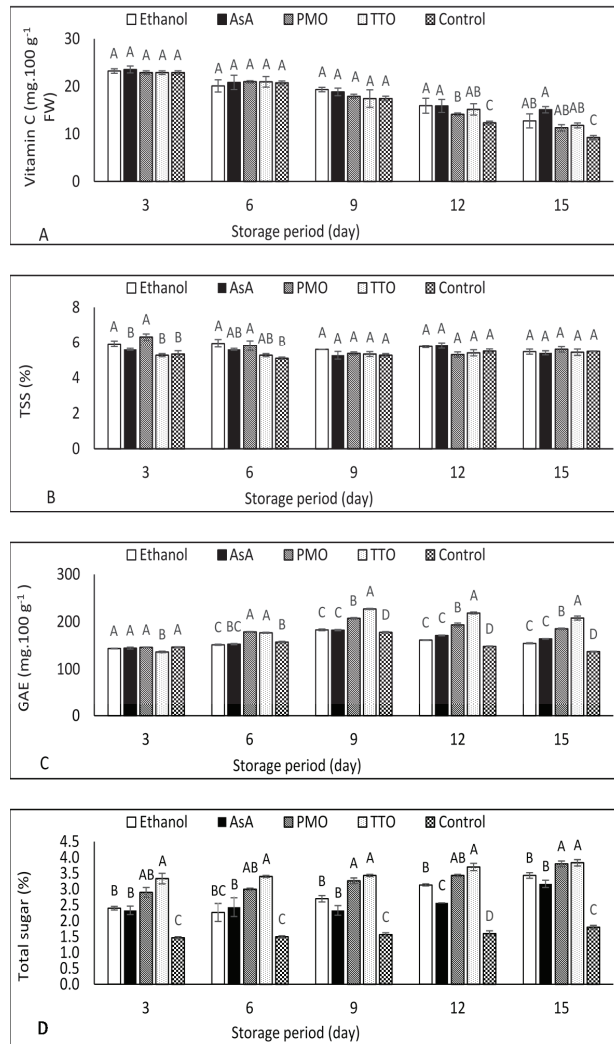 Ethanol AsA PMO TTO Control
Vitamin C (mg.100 g-1 FW)
30
20
10
0
A A A A A
A A A A A
A A A A A
A A B A C
AB A AB AB C
3 6 9 12 15
A
Storage period (day)
Ethanol AsA PMO TTO Control
TSS (%)
8
6
4
2
0
A B A B B
A AB A AB B
A A A A A
A A A A A
A A A A A
3 6 9 12 15
B
Storage period (day)
Ethanol AsA PMO TTO Control
GAE (mg.100 g-1 )
300
200
100
0
A A A B A
C BC A A B
C C B A D
C C B A D
C C B A D
3 6 9 12 15
C
Storage period (day)
Ethanol AsA PMO TTO Control
Total sugar (%)
4.5
4.0
3.5
3.0
2.5
2.0
1.5
1.0
0.5
0.0
B B AB A C
BC B AB A C
B B A A C
B C AB A D
B B A A C
3 6 9 12 15
D
Storage period (day)